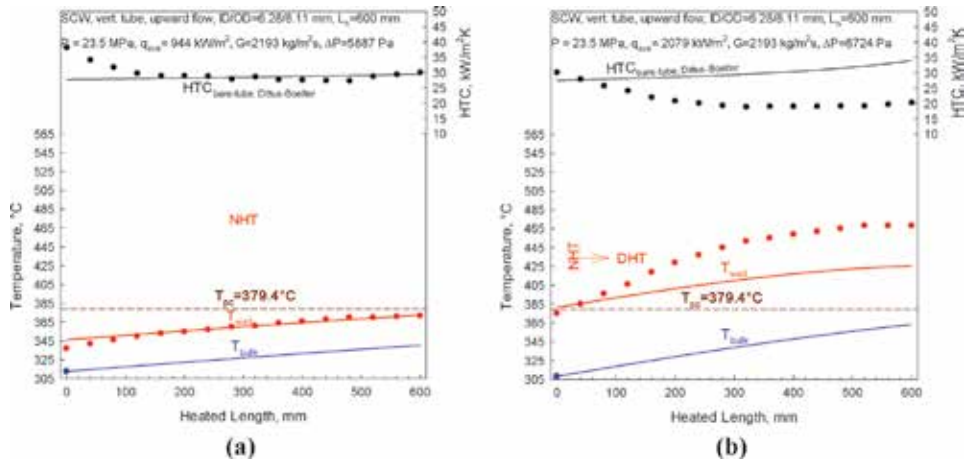 SCW, vert. tube, upward flow, ID/OD=6.28/8.11 mm, Lh=600 mm
P = 23.5 MPa, qave= 944 kW/m², G=2193 kg/m²s, ΔP=5687 Pa
50
45
40
35
30
25
20
15
10
HTC, kW/m²K
HTCbare-tube, Dittus-Boelter
565
545
525
505
485
465
445
425
405
385
365
345
325
305
Temperature, °C
NHT
Tpc=379.4°C
Twall
Tbulk
0
100
200
300
400
500
600
Heated Length, mm
(a)
SCW, vert. tube, upward flow, ID/OD=6.28/8.11 mm, Lh=600 mm
P = 23.5 MPa, qave= 2079 kW/m², G=2193 kg/m²s, ΔP=6724 Pa
50
45
40
35
30
25
20
15
10
HTC, kW/m²K
HTCbare-tube, Dittus-Boelter
565
545
525
505
485
465
445
425
405
385
365
345
325
305
Temperature, °C
NHT
DHT
Twall
Tpc=379.4°C
Tbulk
0
100
200
300
400
500
600
Heated Length, mm
(b)